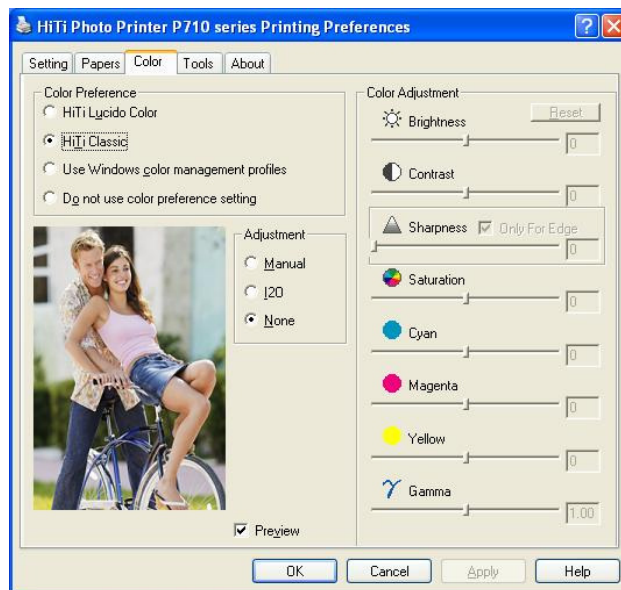 HiTi Photo Printer P710 series Printing Preferences
Setting Papers Color Tools About
Color Preference
HiTi Lucido Color
HiTi Classic
Use Windows color management profiles
Do not use color preference setting
Adjustment
Manual
I2O
None
Preview
Color Adjustment
Reset
Brightness
0
Contrast
0
Sharpness Only For Edge
0
Saturation
0
Cyan
0
Magenta
0
Yellow
0
Gamma
1.00
OK Cancel Apply Help